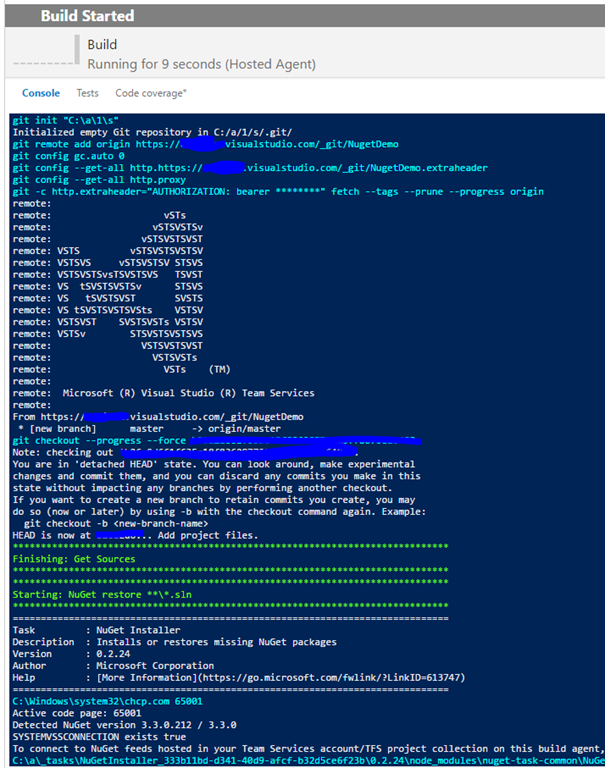 Build Started
Build
Running for 9 seconds (Hosted Agent)
Console Tests Code coverage*
git init "C:\a\1\s"
Initialized empty Git repository in C:/a/1/s/.git/
git remote add origin https:// .visualstudio.com/_git/NugetDemo
git config gc.auto 0
git config --get-all http.https:// .visualstudio.com/_git/NugetDemo.extraheader
git config --get-all http.proxy
git -c http.extraheader="AUTHORIZATION: bearer ********" fetch --tags --prune --progress origin
remote:
remote:                    vSTs
remote:                  vSTSVSTSv
remote:                vSTSVSTSVST
remote: VSTS          vSTSVSTSVSTSV
remote: VSTSVS     vSTSVSTSV STSVS
remote: VSTSVSTSvsTSVSTSVS   TSVST
remote: VS  tSVSTSVSTSv      STSVS
remote: VS   tSVSTSVST       SVSTS
remote: VS tSVSTSVSTSVSts    VSTSV
remote: VSTSVST    SVSTSVSTs VSTSV
remote: VSTSv        STSVSTSVSTSVS
remote:                VSTSVSTSVST
remote:                  VSTSVSTs
remote:                    VSTs    (TM)
remote:
remote:  Microsoft (R) Visual Studio (R) Team Services
remote:
From https:// .visualstudio.com/_git/NugetDemo
 * [new branch]      master     -> origin/master
git checkout --progress --force
Note: checking out
You are in 'detached HEAD' state. You can look around, make experimental
changes and commit them, and you can discard any commits you make in this
state without impacting any branches by performing another checkout.
If you want to create a new branch to retain commits you create, you may
do so (now or later) by using -b with the checkout command again. Example:
  git checkout -b <new-branch-name>
HEAD is now at ... Add project files.
******************************************************************************
Finishing: Get Sources
******************************************************************************
******************************************************************************
Starting: NuGet restore **\*.sln
******************************************************************************
==============================================================================
Task         : NuGet Installer
Description  : Installs or restores missing NuGet packages
Version      : 0.2.24
Author       : Microsoft Corporation
Help         : [More Information](https://go.microsoft.com/fwlink/?LinkID=613747)
==============================================================================
C:\Windows\system32\chcp.com 65001
Active code page: 65001
Detected NuGet version 3.3.0.212 / 3.3.0
SYSTEMVSSCONNECTION exists true
To connect to NuGet feeds hosted in your Team Services account/TFS project collection on this build agent,
C:\a\_tasks\NuGetInstaller_333b11bd-d341-40d9-afcf-b32d5ce6f23b\0.2.24\node_modules\nuget-task-common\NuGe